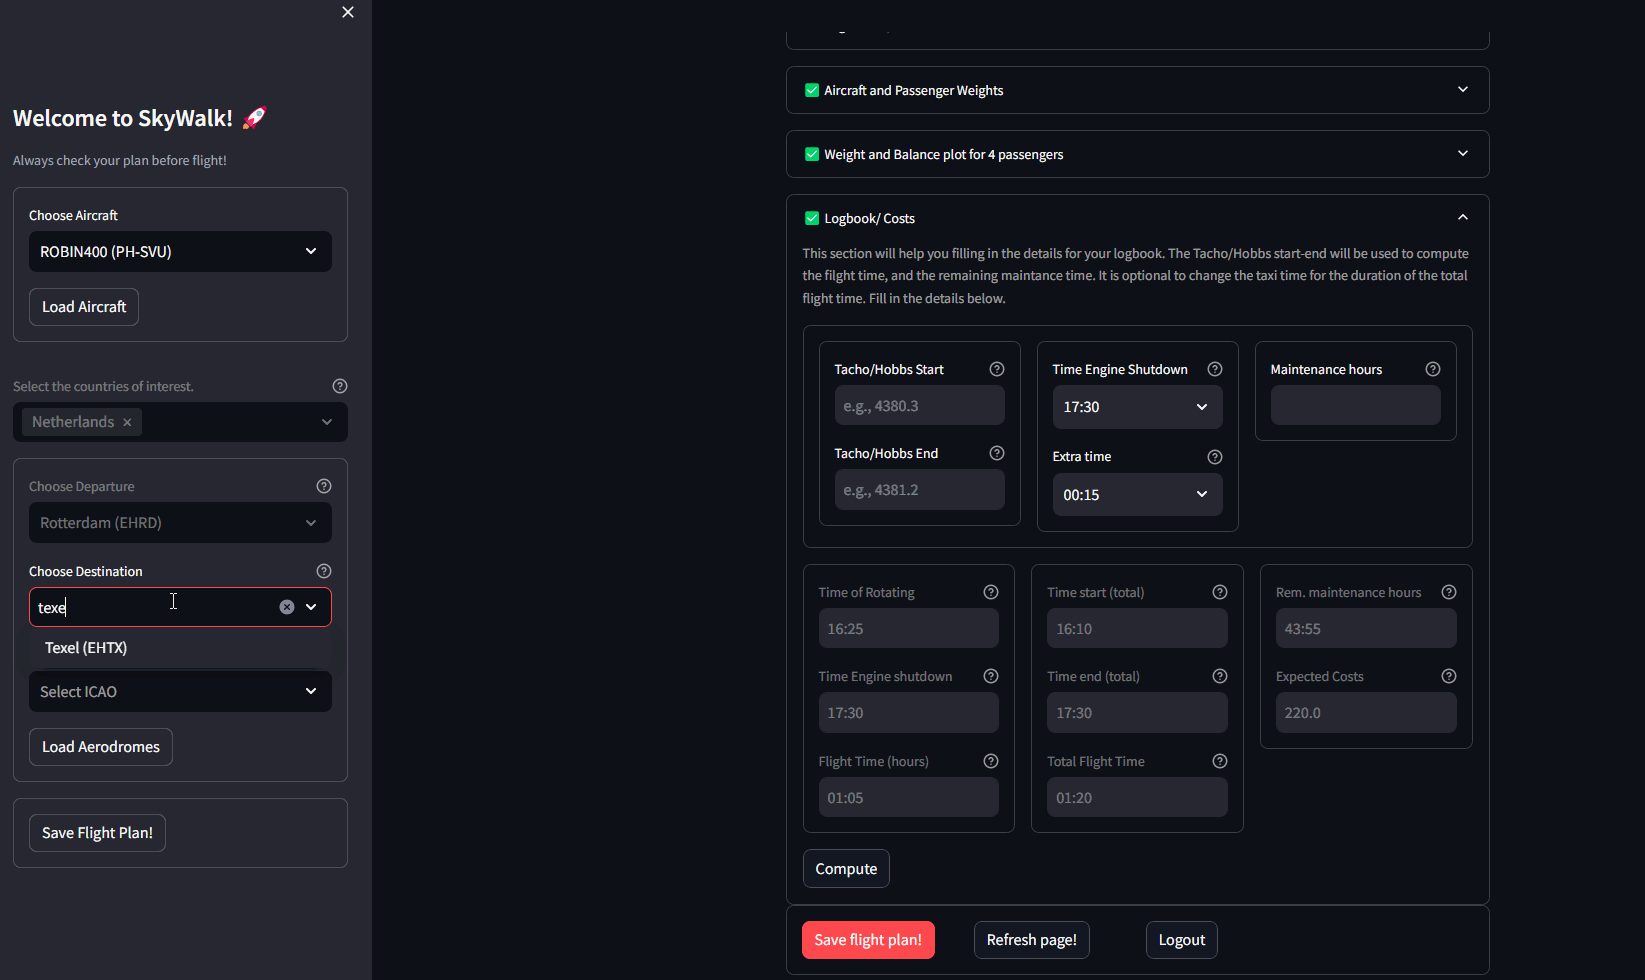 Welcome to SkyWalk! 🚀
Always check your plan before flight!
Choose Aircraft
ROBIN400 (PH-SVU)
Load Aircraft
Select the countries of interest.
Netherlands
Choose Departure
Rotterdam (EHRD)
Choose Destination
texe
Texel (EHTX)
Select ICAO
Load Aerodromes
Save Flight Plan!
Aircraft and Passenger Weights
Weight and Balance plot for 4 passengers
Logbook/ Costs
This section will help you filling in the details for your logbook. The Tacho/Hobbs start-end will be used to compute
the filght time, and the remaining maintance time. It is optional to change the taxi time for the duration of the total
flight time. Fill in the details below.
Tacho/Hobbs Start
e.g., 4380.3
Tacho/Hobbs End
e.g., 4381.2
Time Engine Shutdown
17:30
Extra time
00:15
Maintenance hours
Time of Rotating
16:25
Time Engine shutdown
17:30
Flight Time (hours)
01:05
Time start (total)
16:10
Time end (total)
17:30
Total Flight Time
01:20
Rem. maintenance hours
43:55
Expected Costs
220.0
Compute
Save flight plan!
Refresh page!
Logout